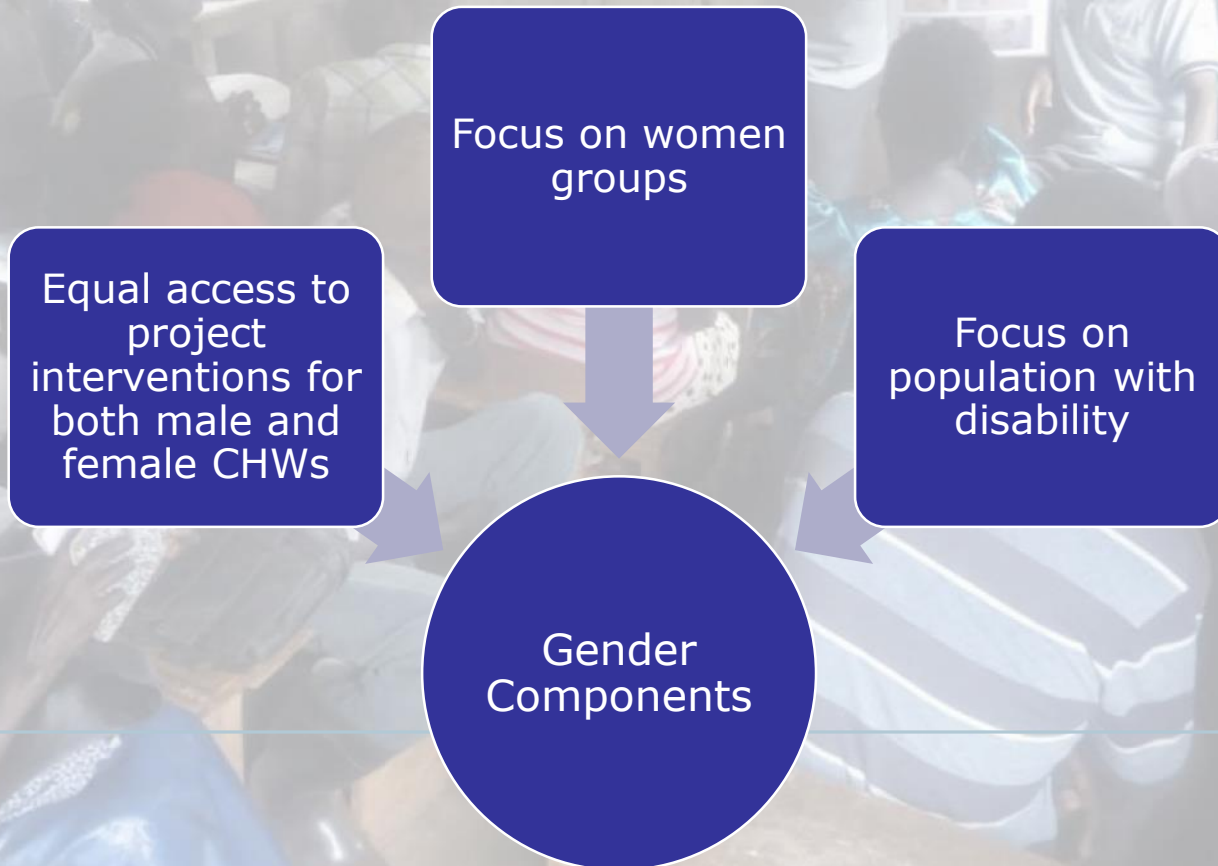 Focus on women
groups
Equal access to
project
interventions for
both male and
female CHWs
Focus on
population with
disability
Gender
Components